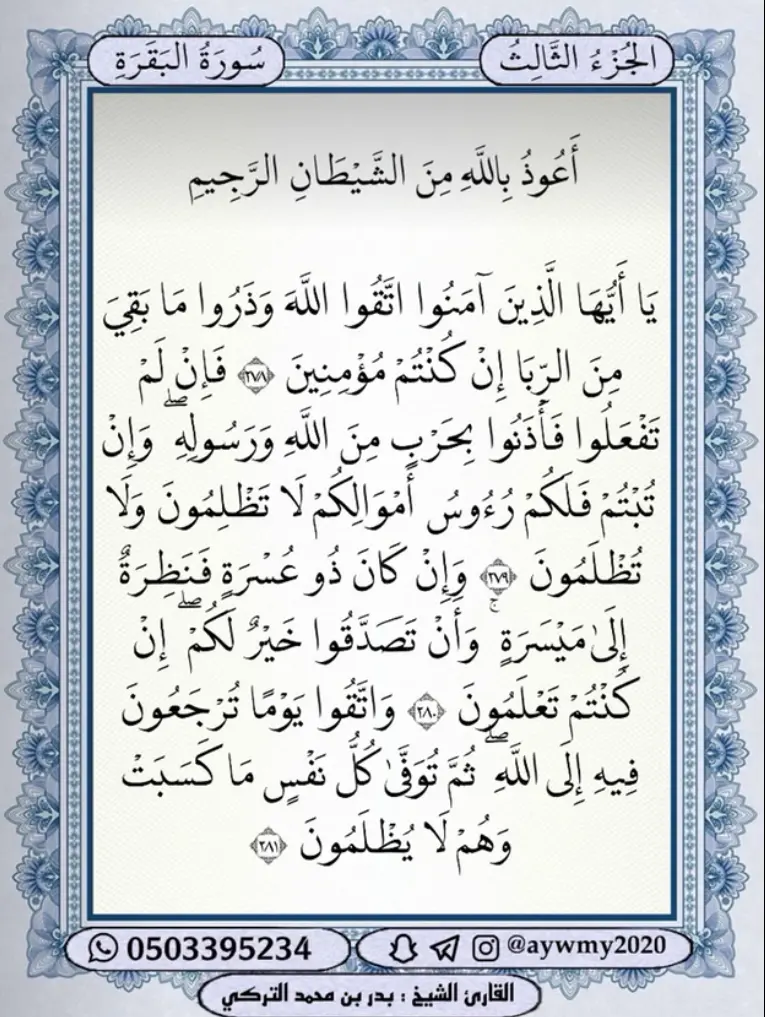 الجُزْءُ الثَّالِثُ
سُورَةُ البَقَرَةِ
أَعُوذُ بِاللَّهِ مِنَ الشَّيْطَانِ الرَّجِيمِ
يَا أَيُّهَا الَّذِينَ آمَنُوا اتَّقُوا اللَّهَ وَذَرُوا مَا بَقِيَ
مِنَ الرِّبَا إِنْ كُنْتُمْ مُؤْمِنِينَ ٢٧٨ فَإِنْ لَمْ
تَفْعَلُوا فَأْذَنُوا بِحَرْبٍ مِنَ اللَّهِ وَرَسُولِهِ ۖ وَإِنْ
تُبْتُمْ فَلَكُمْ رُءُوسُ أَمْوَالِكُمْ لَا تَظْلِمُونَ وَلَا
تُظْلَمُونَ ٢٧٩ وَإِنْ كَانَ ذُو عُسْرَةٍ فَنَظِرَةٌ
إِلَىٰ مَيْسَرَةٍ ۚ وَأَنْ تَصَدَّقُوا خَيْرٌ لَكُمْ ۖ إِنْ
كُنْتُمْ تَعْلَمُونَ ٢٨٠ وَاتَّقُوا يَوْمًا تُرْجَعُونَ
فِيهِ إِلَى اللَّهِ ۖ ثُمَّ تُوَفَّىٰ كُلُّ نَفْسٍ مَا كَسَبَتْ
وَهُمْ لَا يُظْلَمُونَ ٢٨١
0503395234
@aywmy2020
القارئ الشيخ : بدر بن محمد التركي